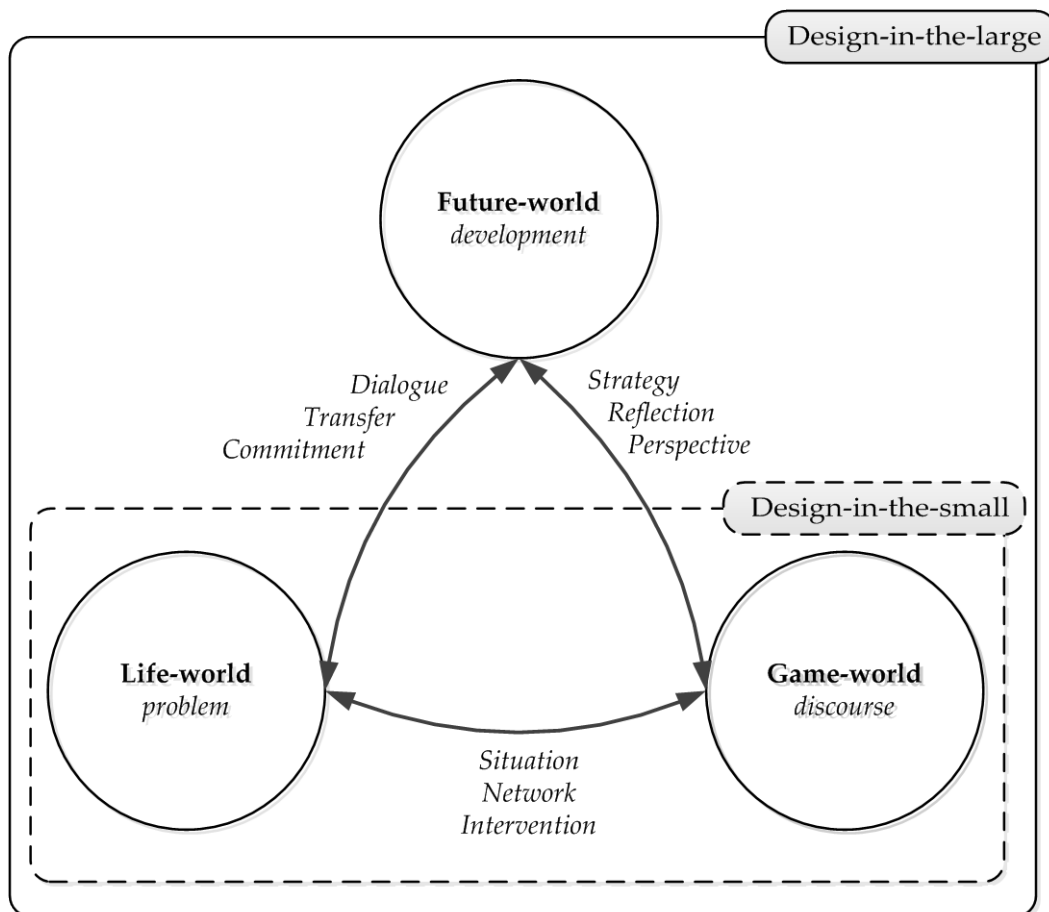 Design-in-the-large
Future-world
development
Dialogue
Transfer
Commitment
Strategy
Reflection
Perspective
Design-in-the-small
Life-world
problem
Game-world
discourse
Situation
Network
Intervention